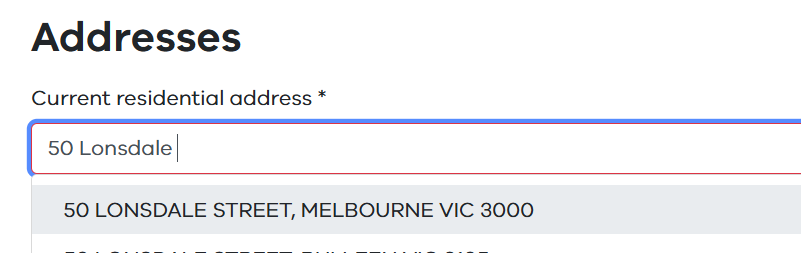 Addresses
Current residential address *
50 Lonsdale
50 LONSDALE STREET, MELBOURNE VIC 3000